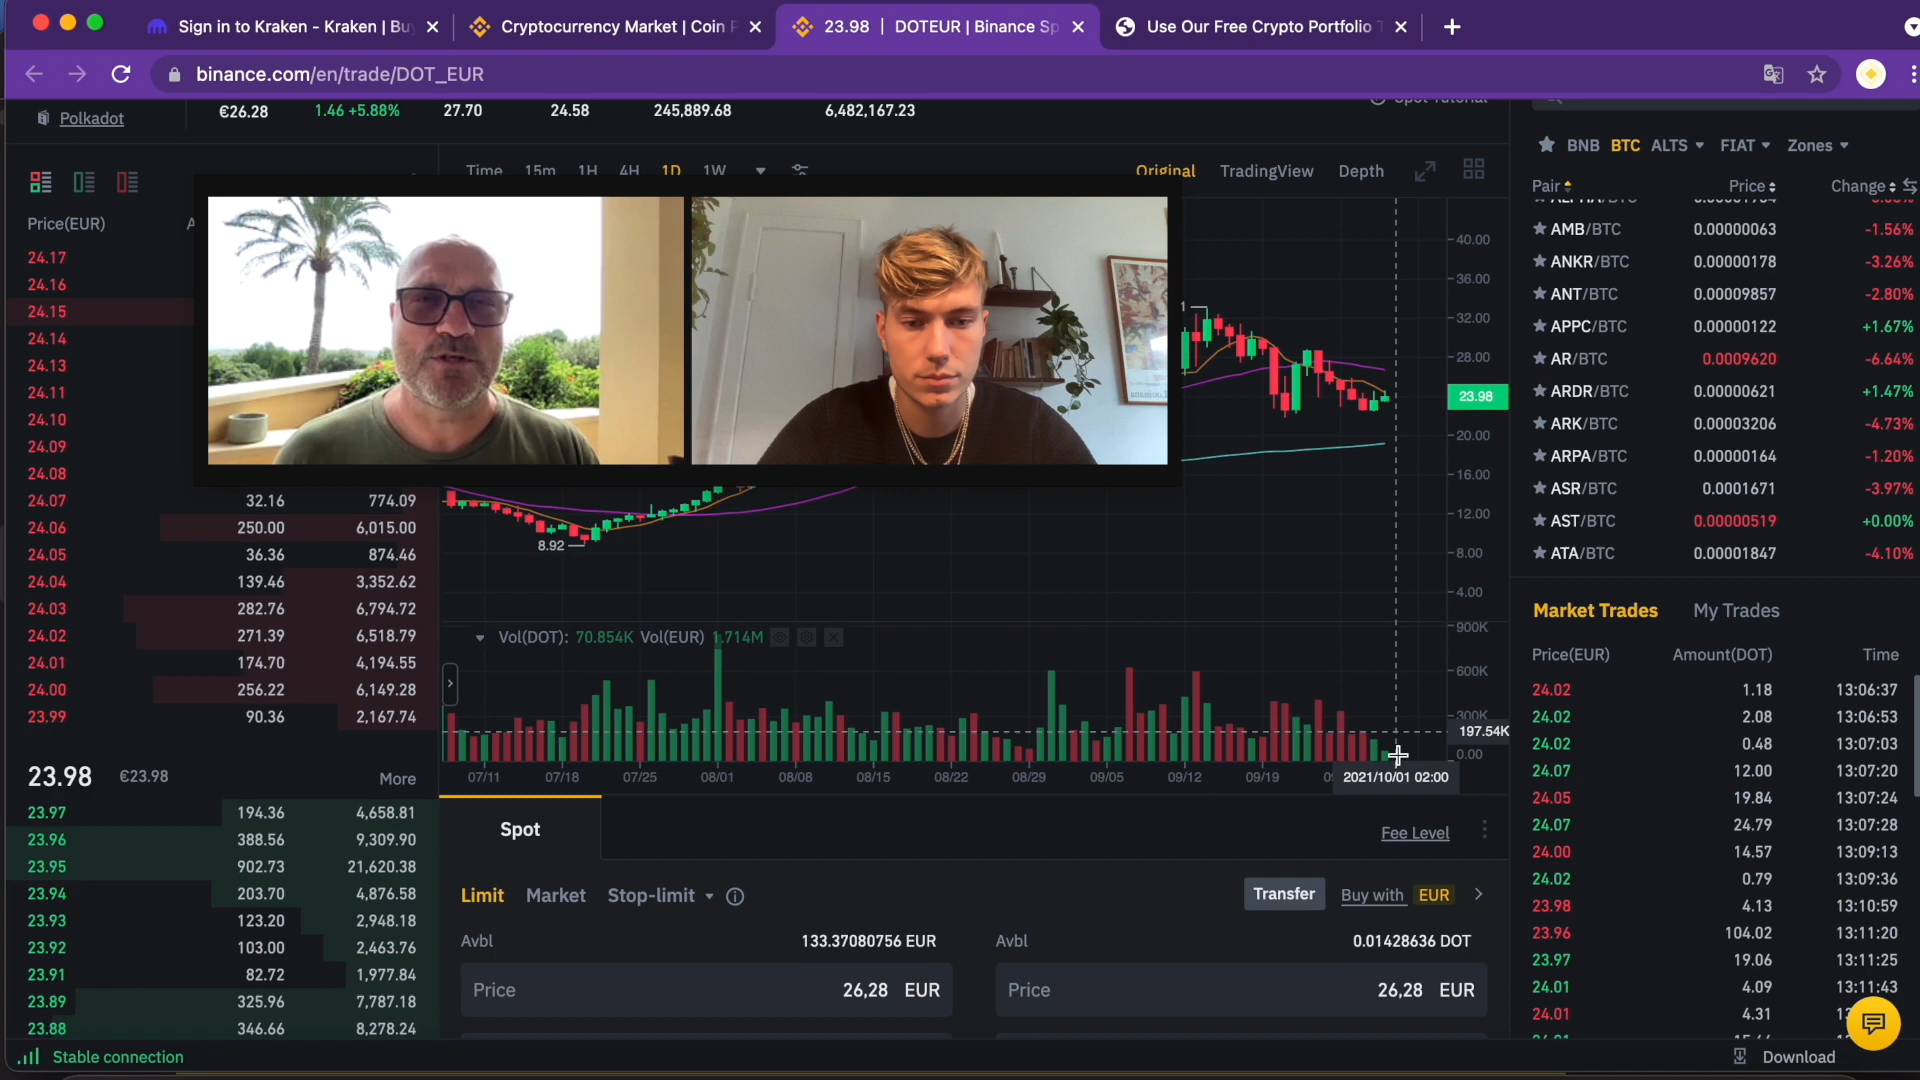 Sign in to Kraken - Kraken | Bu
Cryptocurrency Market | Coin
23.98 | DOTEUR | Binance Sp
Use Our Free Crypto Portfolio
binance.com/en/trade/DOT_EUR
Polkadot
€26.28
1.46 +5.88%
27.70
24.58
245,889.68
6,482,167.23
Spot Tutorial
Time 15m 1H 4H 1D 1W
Original TradingView Depth
BNB BTC ALTS FIAT Zones
Pair Price Change
AMB/BTC 0.00000063 -1.56%
ANKR/BTC 0.00000178 -3.26%
ANT/BTC 0.00009857 -2.80%
APPC/BTC 0.00000122 +1.67%
AR/BTC 0.0009620 -6.64%
ARDR/BTC 0.00000621 +1.47%
ARK/BTC 0.00003206 -4.73%
ARPA/BTC 0.00000164 -1.20%
ASR/BTC 0.0001671 -3.97%
AST/BTC 0.00000519 +0.00%
ATA/BTC 0.00001847 -4.10%
Price(EUR) A
24.17
24.16
24.15
24.14
24.13
24.11
24.10
24.09
24.08
24.07 32.16 774.09
24.06 250.00 6,015.00
24.05 36.36 874.46
24.04 139.46 3,352.62
24.03 282.76 6,794.72
24.02 271.39 6,518.79
24.01 174.70 4,194.55
24.00 256.22 6,149.28
23.99 90.36 2,167.74
23.98 €23.98 More
23.97 194.36 4,658.81
23.96 388.56 9,309.90
23.95 902.73 21,620.38
23.94 203.70 4,876.58
23.93 123.20 2,948.18
23.92 103.00 2,463.76
23.91 82.72 1,977.84
23.89 325.96 7,787.18
23.88 346.66 8,278.24
40.00
36.00
32.00
28.00
23.98
20.00
16.00
12.00
8.00
4.00
8.92
1
Vol(DOT): 70.854K Vol(EUR) 1.714M
900K
600K
300K
197.54K
0.00
07/11 07/18 07/25 08/01 08/08 08/15 08/22 08/29 09/05 09/12 09/19 2021/10/01 02:00
Spot
Fee Level
Limit Market Stop-limit
Transfer Buy with EUR
Avbl 133.37080756 EUR
Avbl 0.01428636 DOT
Price 26,28 EUR
Price 26,28 EUR
Market Trades My Trades
Price(EUR) Amount(DOT) Time
24.02 1.18 13:06:37
24.02 2.08 13:06:53
24.02 0.48 13:07:03
24.07 12.00 13:07:20
24.05 19.84 13:07:24
24.07 24.79 13:07:28
24.00 14.57 13:09:13
24.02 0.79 13:09:36
23.98 4.13 13:10:59
23.96 104.02 13:11:20
23.97 19.06 13:11:25
24.01 4.09 13:11:43
24.01 4.31
Stable connection
Download